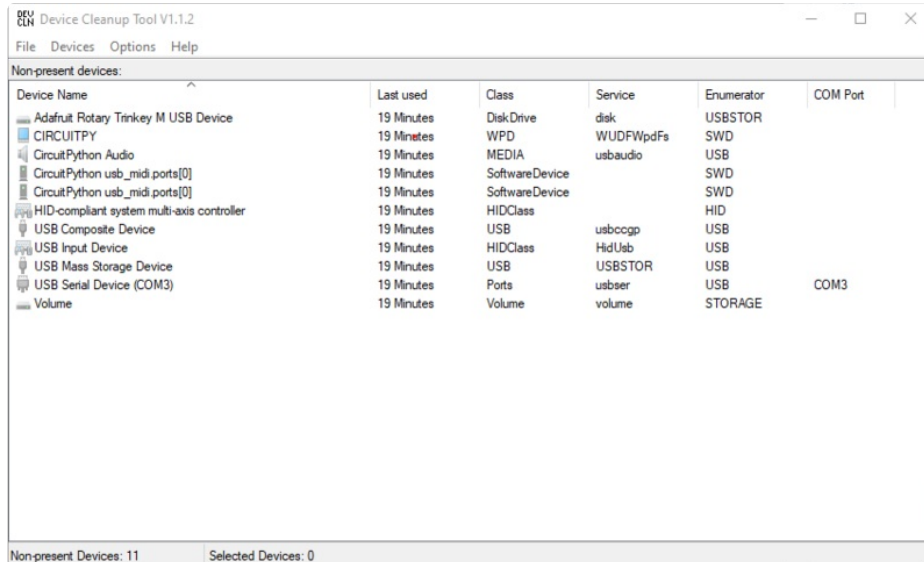 DEV CLN Device Cleanup Tool V1.1.2
File Devices Options Help
Non-present devices:
Device Name Last used Class Service Enumerator COM Port
Adafruit Rotary Trinkey M USB Device 19 Minutes DiskDrive disk USBSTOR
CIRCUITPY 19 Minutes WPD WUDFWpdFs SWD
CircuitPython Audio 19 Minutes MEDIA usbaudio USB
CircuitPython usb_midi.ports[0] 19 Minutes SoftwareDevice SWD
CircuitPython usb_midi.ports[0] 19 Minutes SoftwareDevice SWD
HID-compliant system multi-axis controller 19 Minutes HIDClass HID
USB Composite Device 19 Minutes USB usbccgp USB
USB Input Device 19 Minutes HIDClass HidUsb USB
USB Mass Storage Device 19 Minutes USB USBSTOR USB
USB Serial Device (COM3) 19 Minutes Ports usbser USB COM3
Volume 19 Minutes Volume volume STORAGE
Non-present Devices: 11 Selected Devices: 0